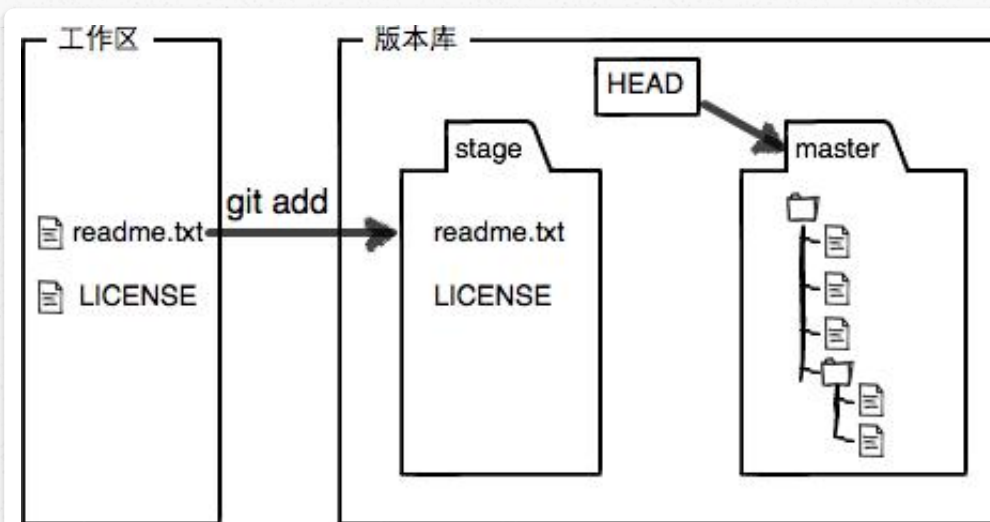 工作区
版本库
HEAD
stage
master
git add
readme.txt
readme.txt
LICENSE
LICENSE